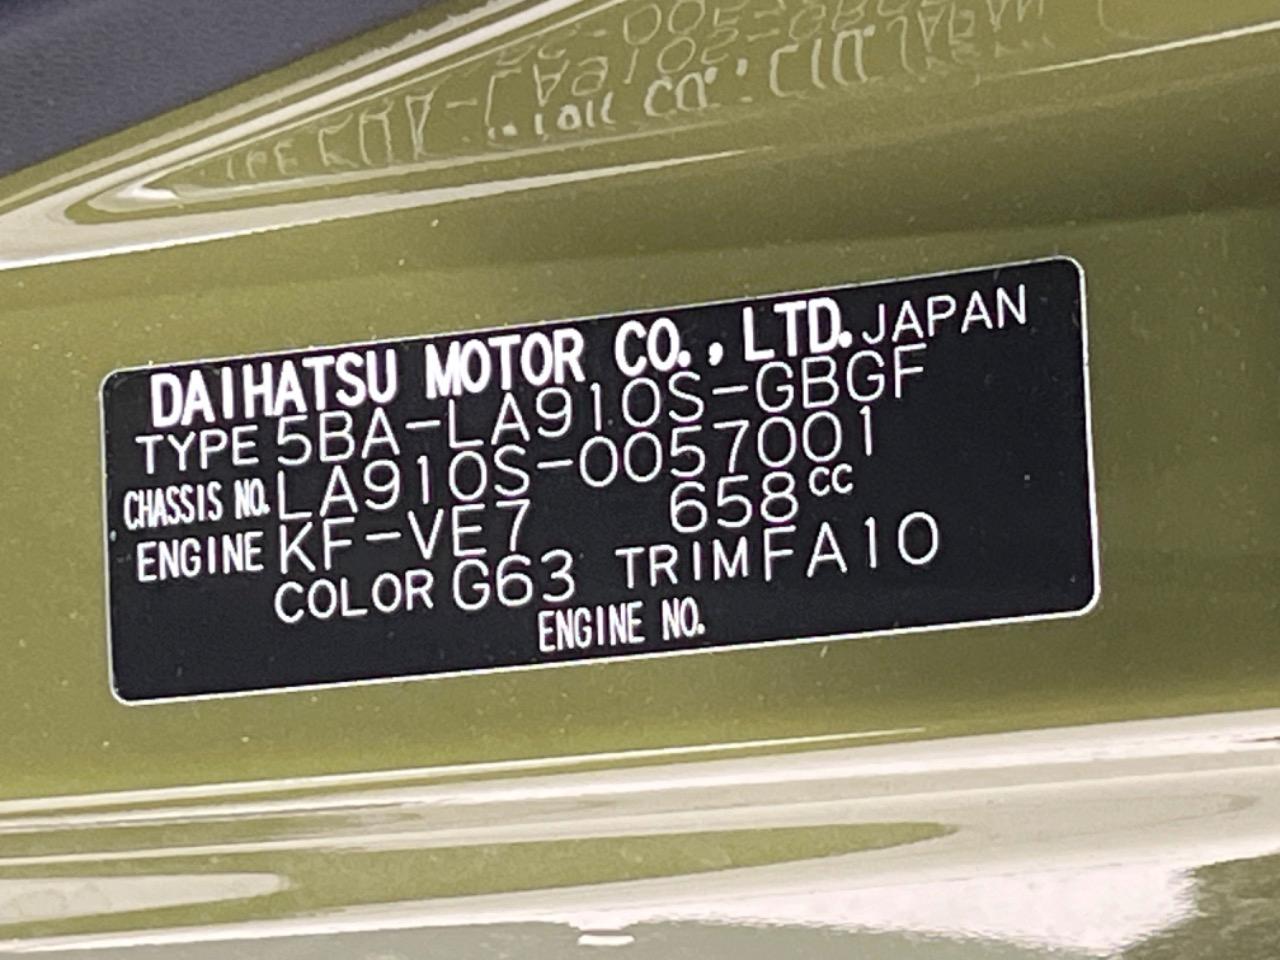 DAIHATSU MOTOR CO., LTD. JAPAN
TYPE 5BA-LA910S-GBGF
CHASSIS NO. LA910S-0057001
ENGINE KF-VE7 658cc
COLOR G63 TRIM FA10
ENGINE NO.